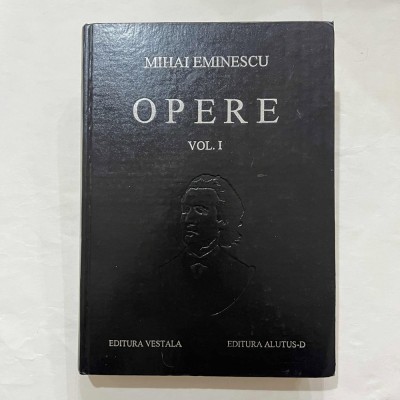 MIHAI EMINESCU
OPERE
VOL. I
EDITURA VESTALA EDITURA ALUTUS-D